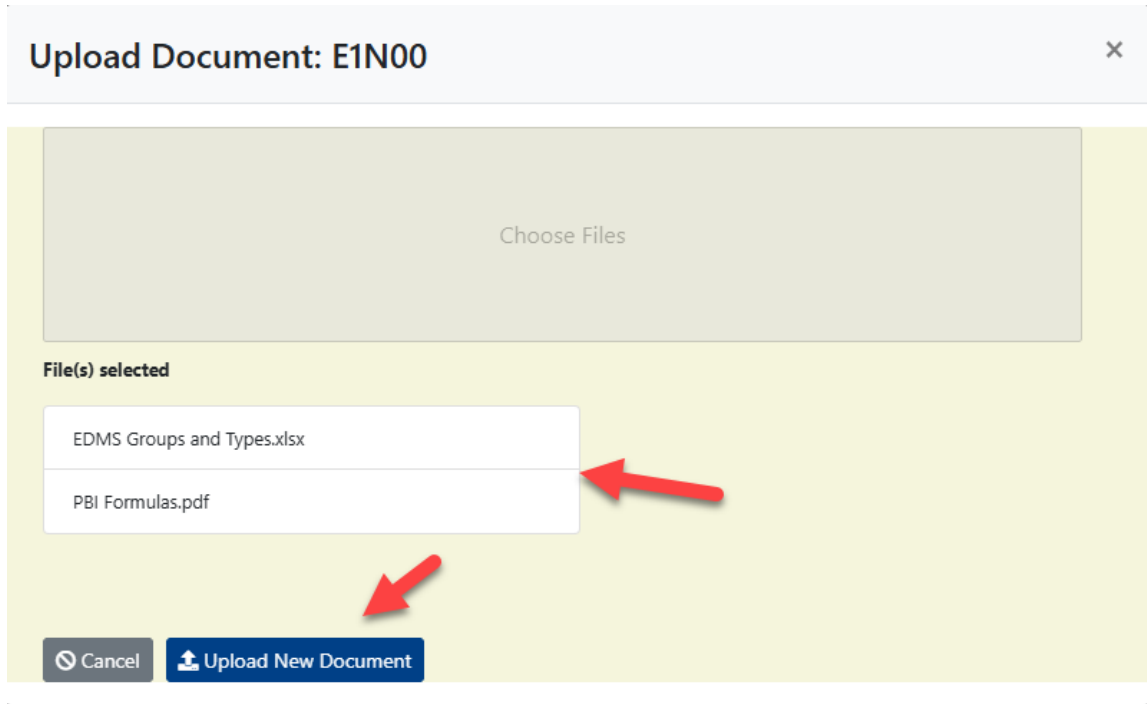 Upload Document: E1N00
×
Choose Files
File(s) selected
EDMS Groups and Types.xlsx
PBI Formulas.pdf
Cancel
Upload New Document